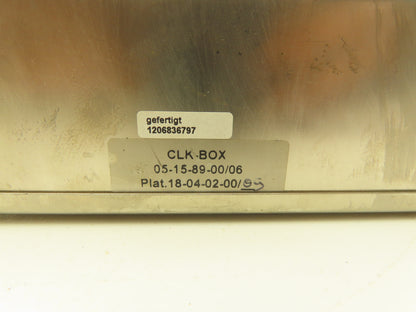 gefertigt
1206836797
CLK-BOX
05-15-89-00/06
Plat.18-04-02-00/